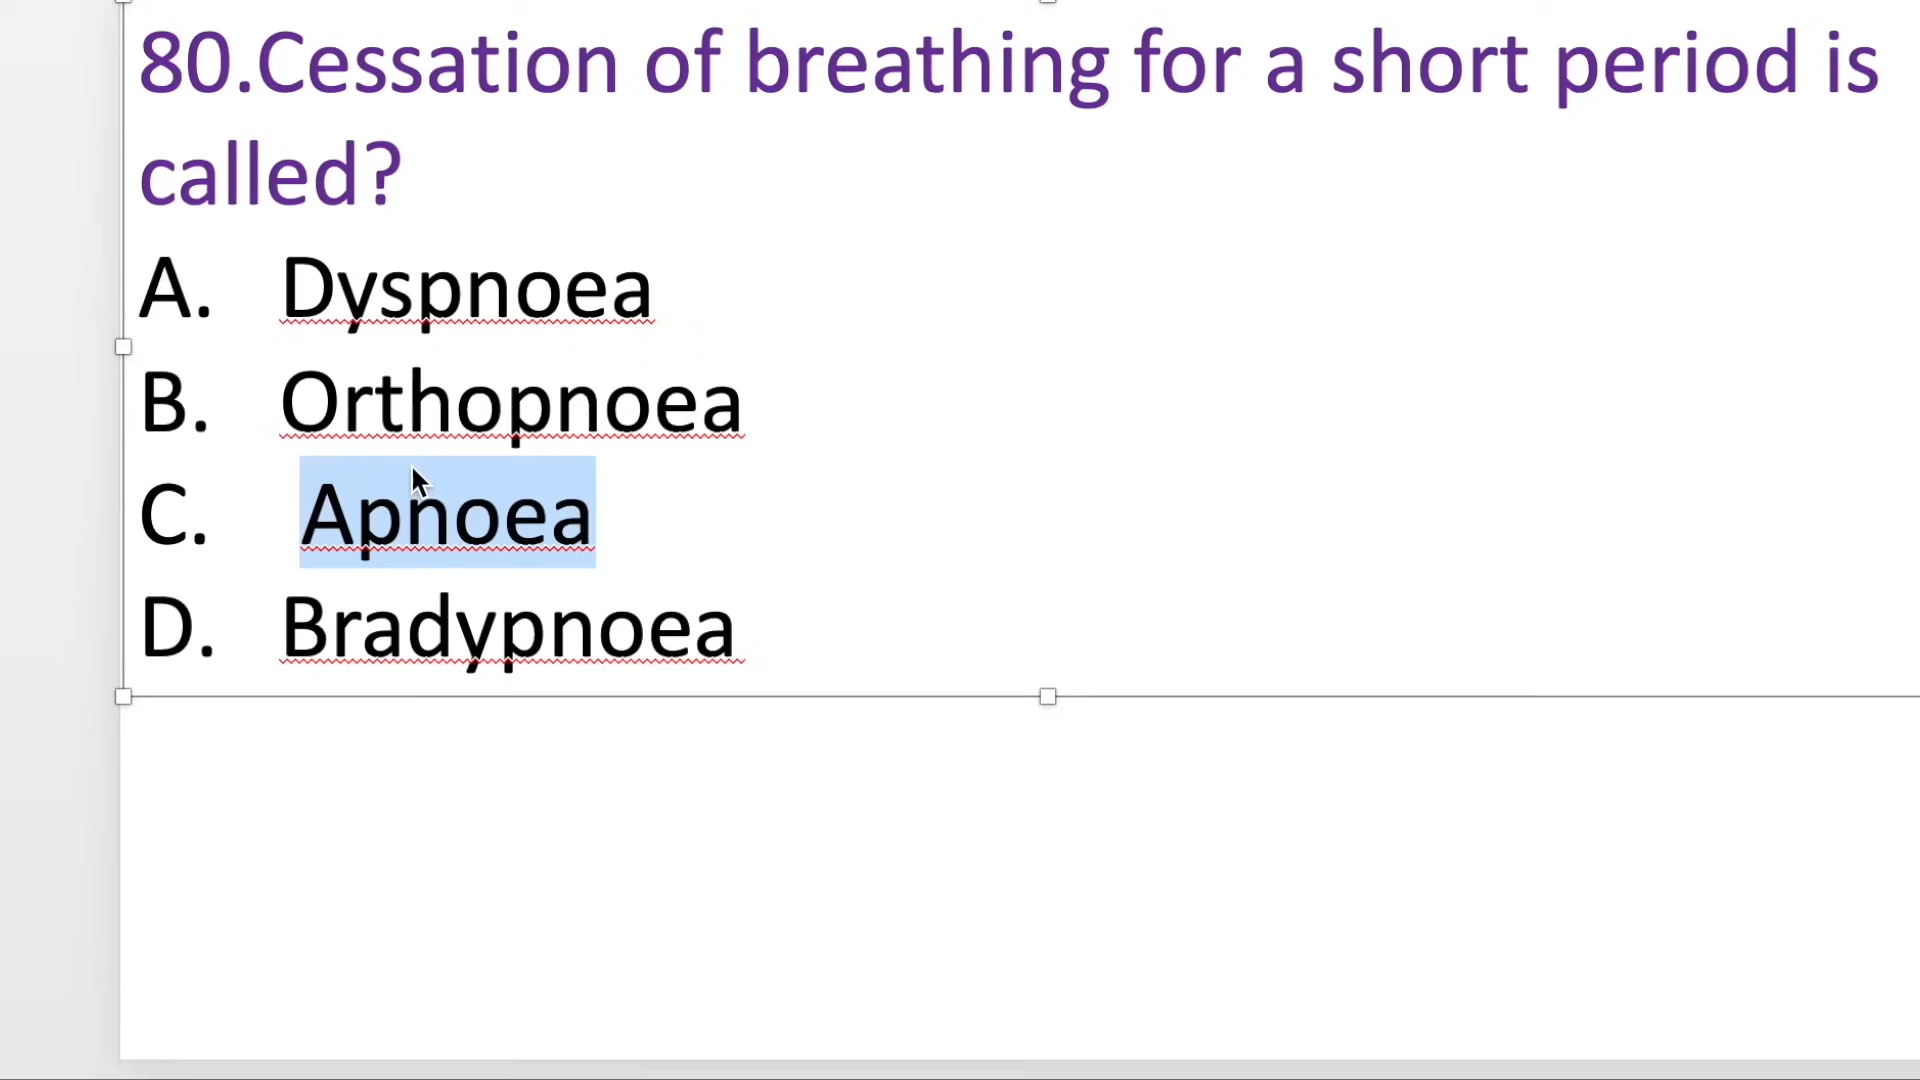 80.Cessation of breathing for a short period is
called?
A. Dyspnoea
B. Orthopnoea
C. Apnoea
D. Bradypnoea